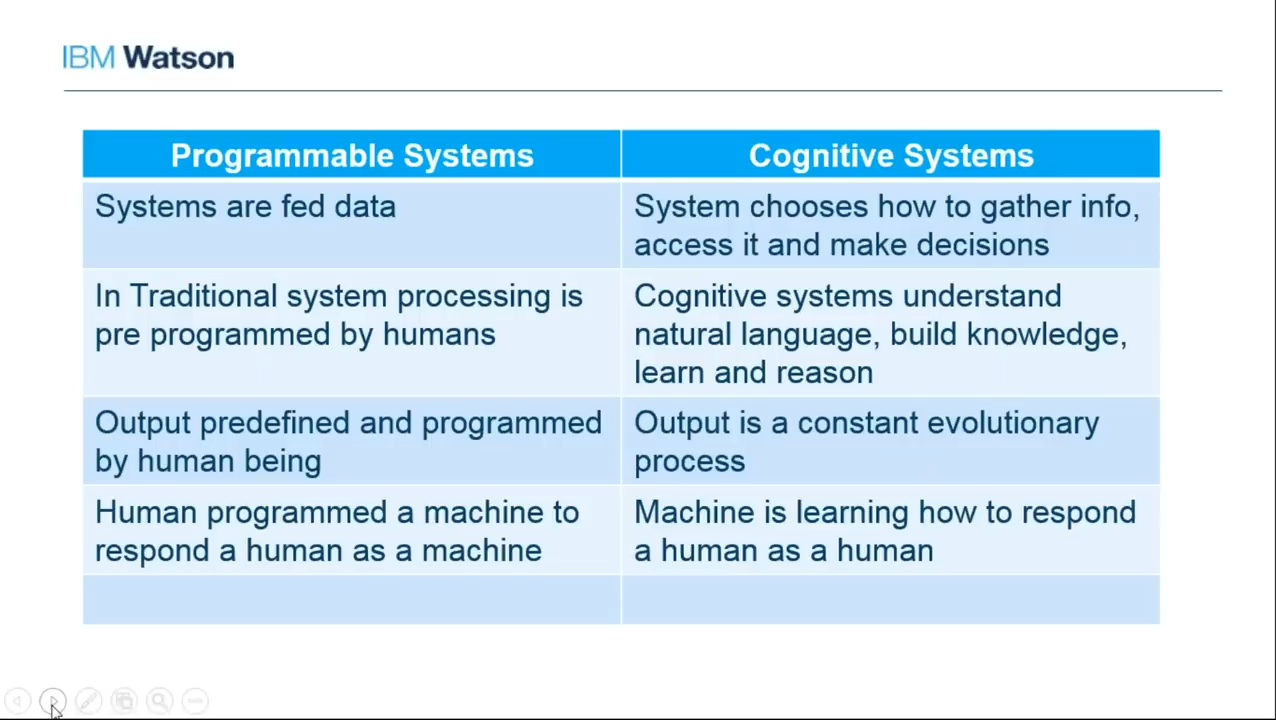 IBM Watson
Programmable Systems
Cognitive Systems
Systems are fed data
System chooses how to gather info,
access it and make decisions
In Traditional system processing is
pre programmed by humans
Cognitive systems understand
natural language, build knowledge,
learn and reason
Output predefined and programmed
by human being
Output is a constant evolutionary
process
Human programmed a machine to
respond a human as a machine
Machine is learning how to respond
a human as a human